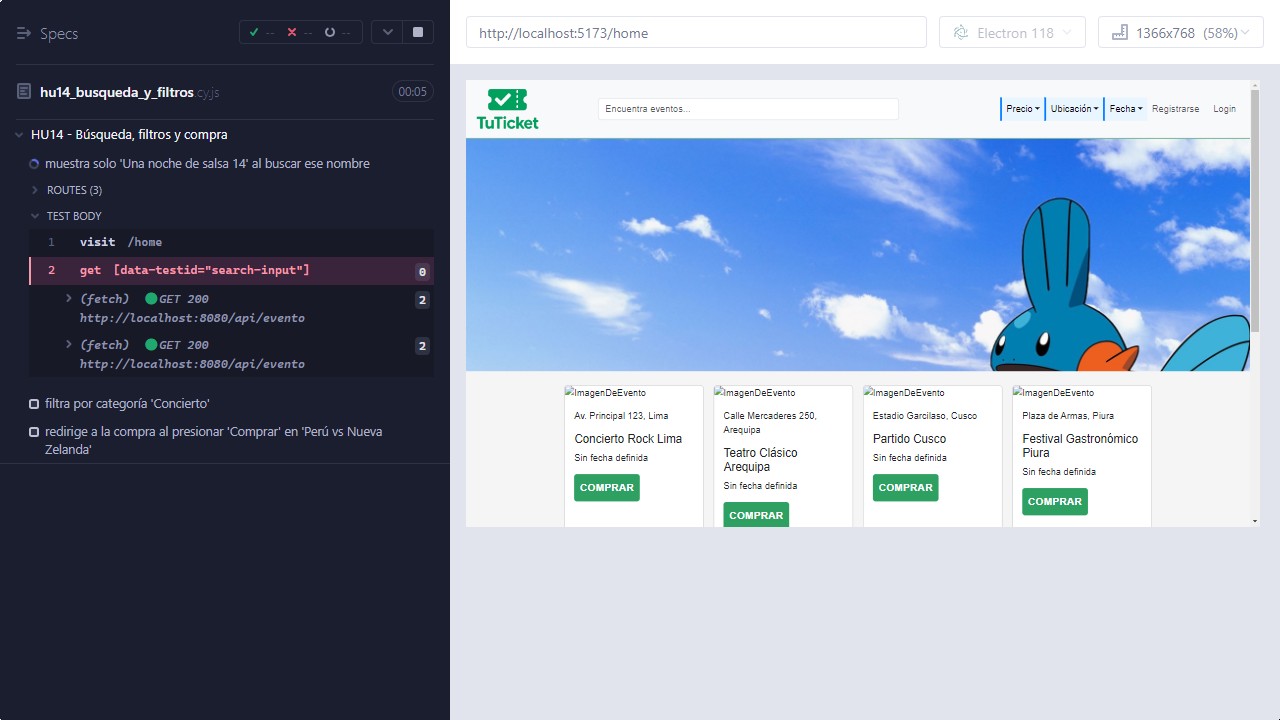 Specs
-- -- --
http://localhost:5173/home
Electron 118
1366x768 (58%)
hu14_busqueda_y_filtros cy.js
00:05
HU14 - Búsqueda, filtros y compra
muestra solo 'Una noche de salsa 14' al buscar ese nombre
ROUTES (3)
TEST BODY
1 visit /home
2 get [data-testid="search-input"] 0
(fetch) GET 200 2
http://localhost:8080/api/evento
(fetch) GET 200 2
http://localhost:8080/api/evento
filtra por categoría 'Concierto'
redirige a la compra al presionar 'Comprar' en 'Perú vs Nueva
Zelanda'
TuTicket
Encuentra eventos...
Precio Ubicación Fecha Registrarse Login
ImagenDeEvento
Av. Principal 123, Lima
Concierto Rock Lima
Sin fecha definida
COMPRAR
ImagenDeEvento
Calle Mercaderes 250,
Arequipa
Teatro Clásico
Arequipa
Sin fecha definida
COMPRAR
ImagenDeEvento
Estadio Garcilaso, Cusco
Partido Cusco
Sin fecha definida
COMPRAR
ImagenDeEvento
Plaza de Armas, Piura
Festival Gastronómico
Piura
Sin fecha definida
COMPRAR